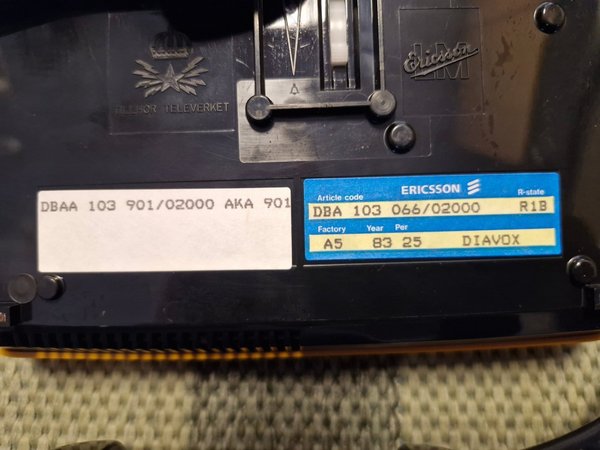 TILLHÖR TELEVERKET
LM
Ericsson
DBAA 103 901/02000 AKA 901
ERICSSON
Article code R-state
DBA 103 066/02000 R1B
Factory Year Per
A5 83 25 DIAVOX